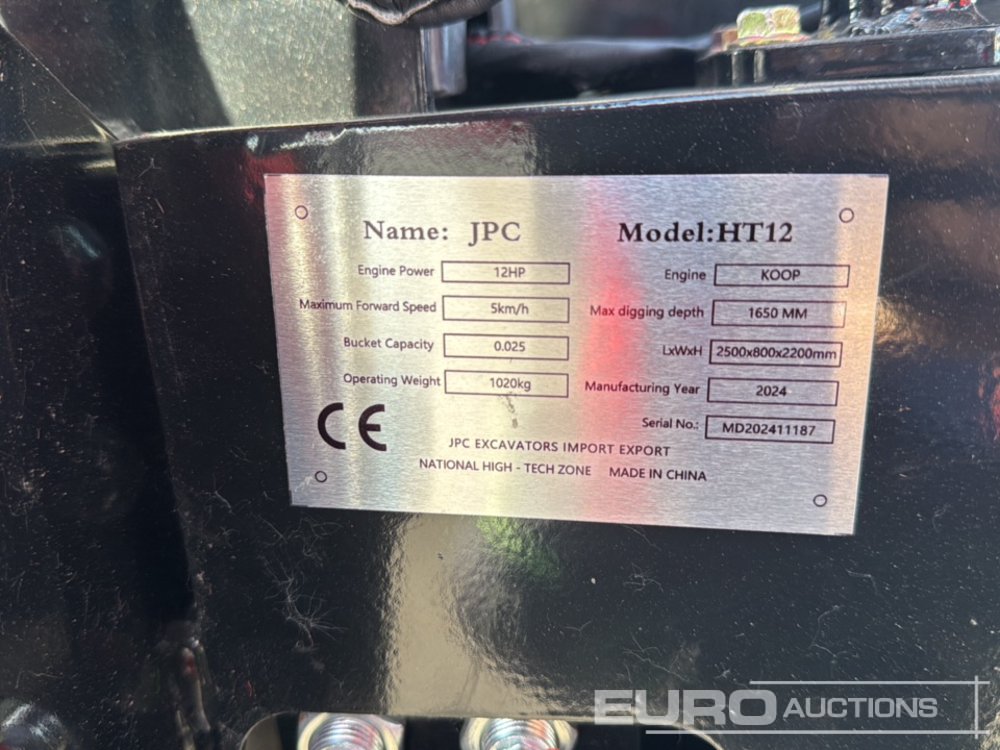 Name: JPC Model:HT12
Engine Power 12HP Engine KOOP
Maximum Forward Speed 5km/h Max digging depth 1650 MM
Bucket Capacity 0.025 LxWxH 2500x800x2200mm
Operating Weight 1020kg Manufacturing Year 2024
Serial No.: MD202411187
CE
JPC EXCAVATORS IMPORT EXPORT
NATIONAL HIGH - TECH ZONE MADE IN CHINA
EURO AUCTIONS